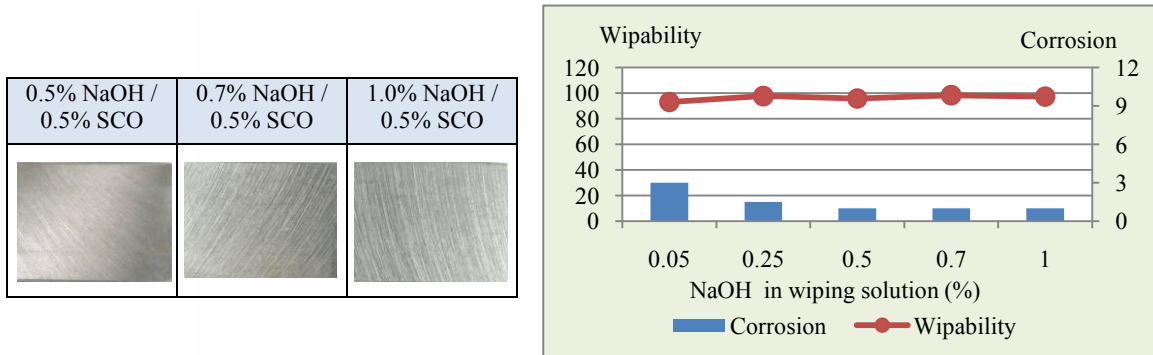 0.5% NaOH /
0.5% SCO
0.7% NaOH /
0.5% SCO
1.0% NaOH /
0.5% SCO
Wipability
Corrosion
120
100
80
60
40
20
0
12
9
6
3
0
0.05 0.25 0.5 0.7 1
NaOH in wiping solution (%)
Corrosion Wipability